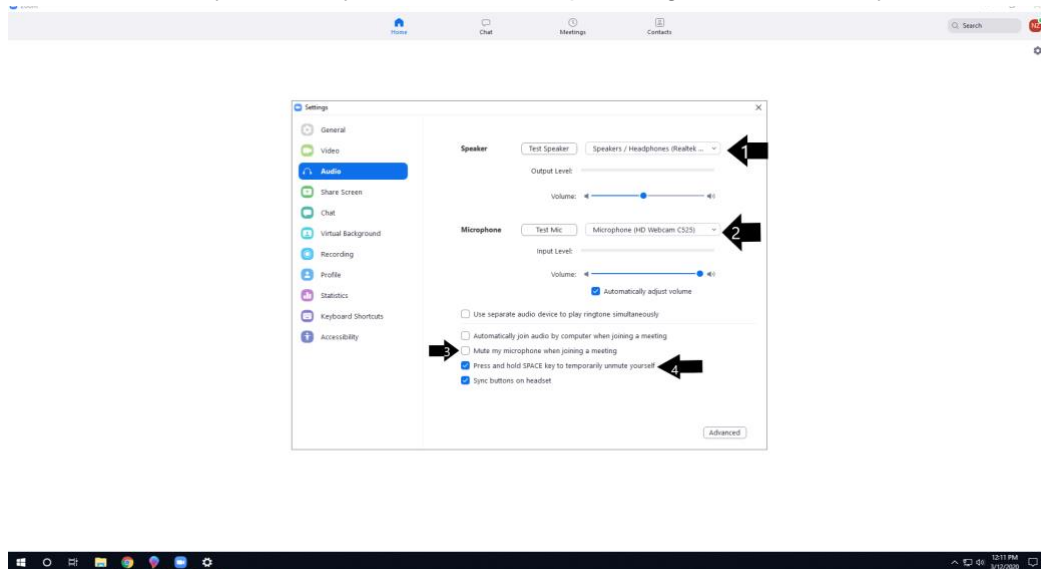 Home
Chat
Meetings
Contacts
Search
NZ
Settings
General
Video
Audio
Share Screen
Chat
Virtual Background
Recording
Profile
Statistics
Keyboard Shortcuts
Accessibility
Speaker
Test Speaker
Speakers / Headphones (Realtek ...
1
Output Level:
Volume:
Microphone
Test Mic
Microphone (HD Webcam C525)
2
Input Level:
Volume:
Automatically adjust volume
Use separate audio device to play ringtone simultaneously
Automatically join audio by computer when joining a meeting
3
Mute my microphone when joining a meeting
Press and hold SPACE key to temporarily unmute yourself
4
Sync buttons on headset
Advanced
12:11 PM
5/12/2020